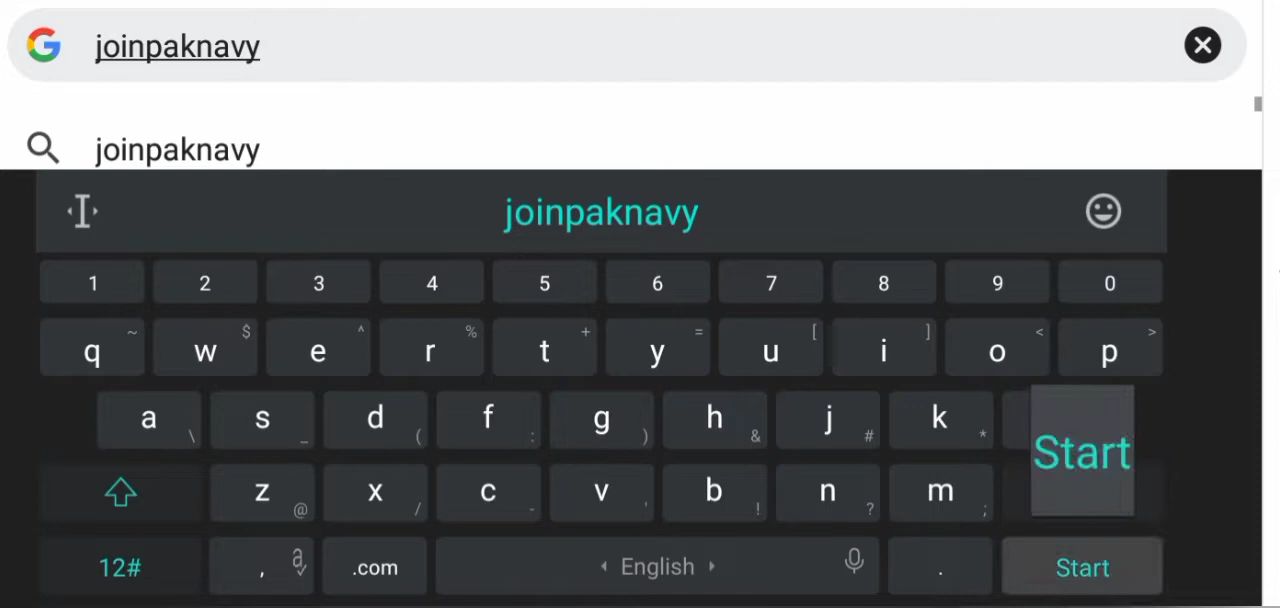 joinpaknavy
joinpaknavy
joinpaknavy
1 2 3 4 5 6 7 8 9 0
q ~ w $ e ^ r % t + y = u [ i ] o < p >
a \ s _ d ( f : g ) h & j # k * Start
z @ x / c - v ' b ! n ? m ;
12# , a .com English . Start